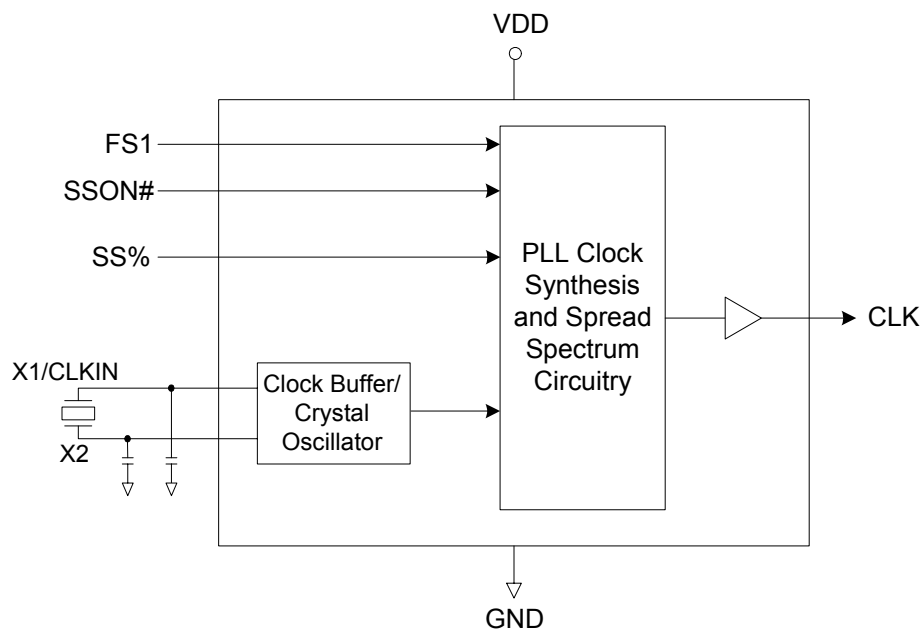 VDD
FS1
SSON#
SS%
PLL Clock
Synthesis
and Spread
Spectrum
Circuitry
CLK
X1/CLKIN
X2
Clock Buffer/
Crystal
Oscillator
GND